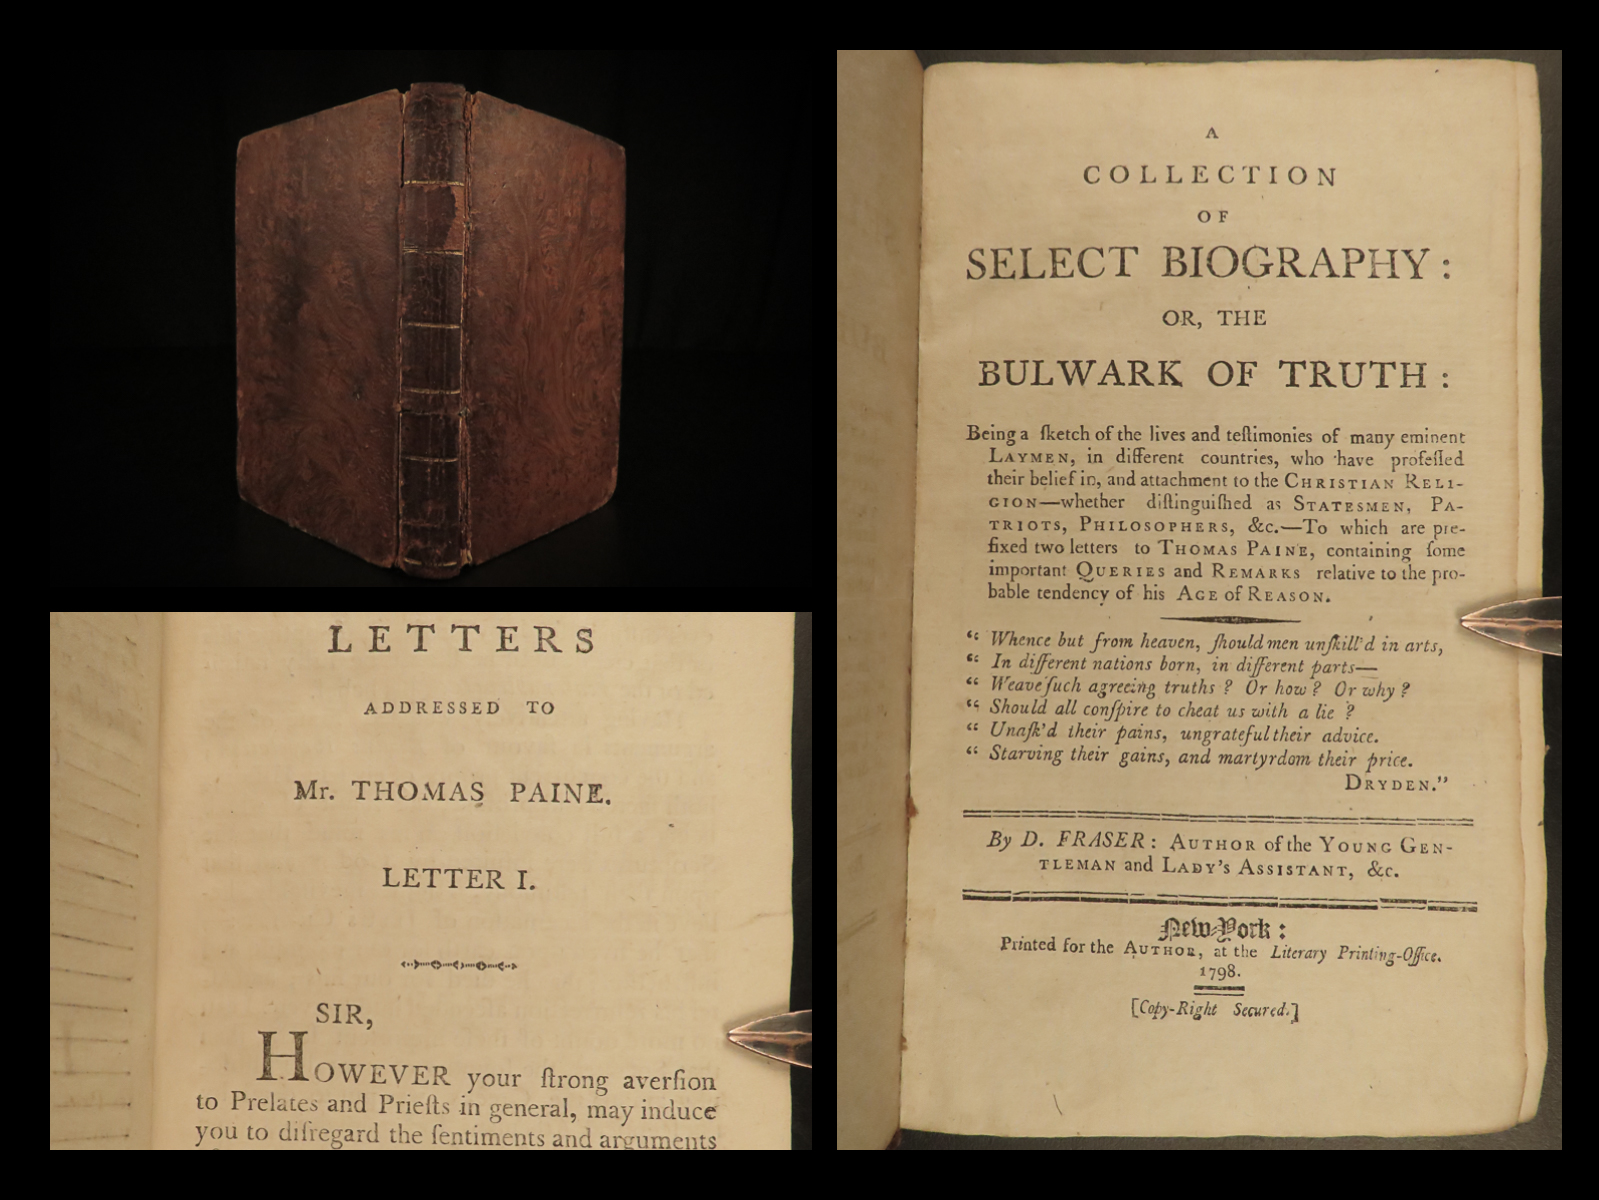 A
COLLECTION
OF
SELECT BIOGRAPHY:
OR, THE
BULWARK OF TRUTH:
Being a ſketch of the lives and teſtimonies of many eminent
LAYMEN, in different countries, who have profeſſed
their belief in, and attachment to the CHRISTIAN RELI-
GION—whether diſtinguiſhed as STATESMEN, PA-
TRIOTS, PHILOSOPHERS, &c.—To which are pre-
fixed two letters to THOMAS PAINE, containing ſome
important QUERIES and REMARKS relative to the pro-
bable tendency of his AGE of REASON.
“ Whence but from heaven, ſhould men unſkill'd in arts,
“ In different nations born, in different parts—
“ Weave ſuch agreeing truths ? Or how ? Or why ?
“ Should all conſpire to cheat us with a lie ?
“ Unaſk'd their pains, ungrateful their advice.
“ Starving their gains, and martyrdom their price.
DRYDEN.”
By D. FRASER: AUTHOR of the YOUNG GEN-
TLEMAN and LADY'S ASSISTANT, &c.
New-York:
Printed for the AUTHOR, at the Literary Printing-Office.
1798.
[Copy-Right Secured.]
LETTERS
ADDRESSED TO
Mr. THOMAS PAINE.
LETTER I.
SIR,
HOWEVER your ſtrong averſion
to Prelates and Prieſts in general, may induce
you to diſregard the ſentiments and arguments